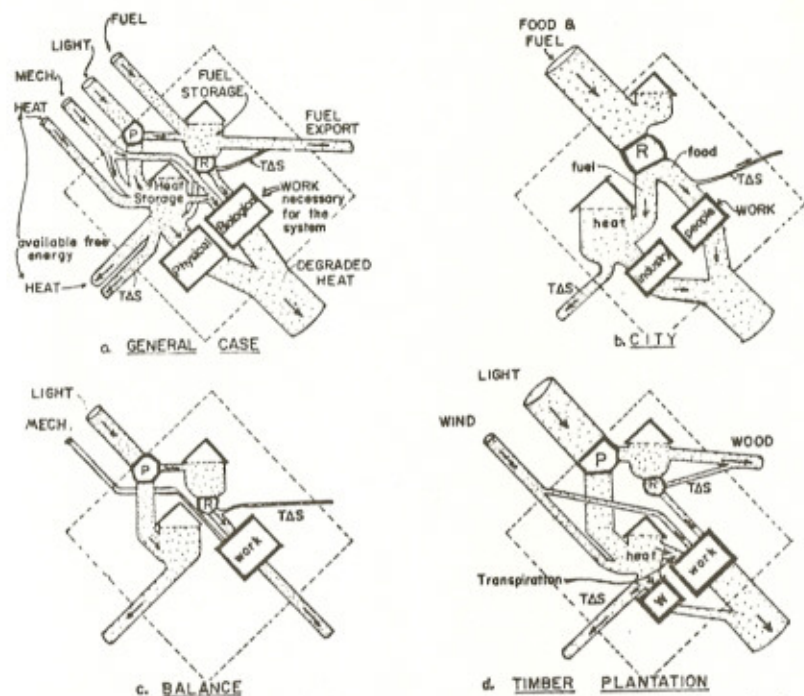 FUEL
LIGHT
MECH.
HEAT
FUEL
STORAGE
FUEL
EXPORT
P
R
TΔS
Heat
Storage
WORK
necessary
for the
system
Biological
Physical
available free
energy
DEGRADED
HEAT
HEAT
TΔS
a. GENERAL CASE
FOOD &
FUEL
R
fuel
food
TΔS
heat
people
WORK
industry
TΔS
b. CITY
LIGHT
MECH.
P
R
TΔS
work
c. BALANCE
LIGHT
WIND
P
WOOD
R
TΔS
heat
work
Transpiration
TΔS
W
d. TIMBER PLANTATION